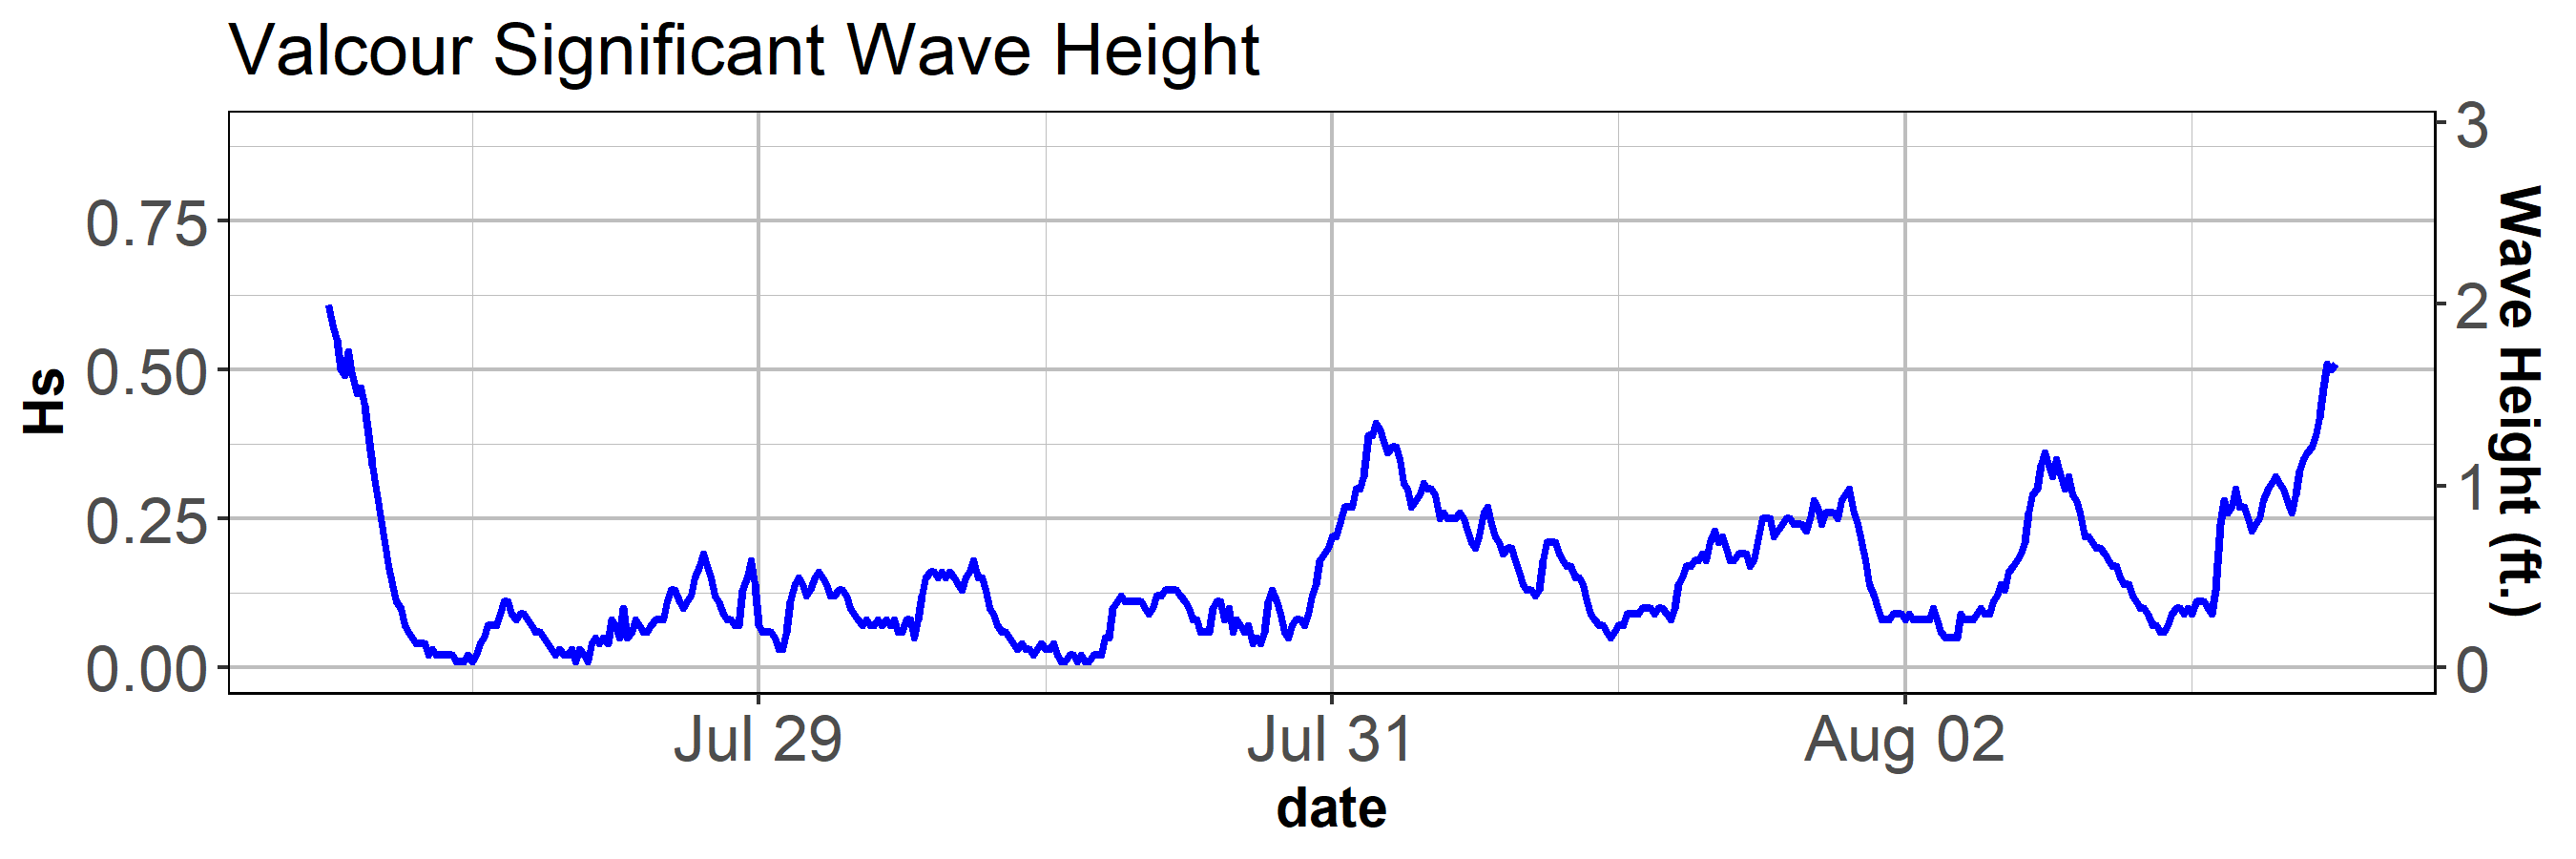 Valcour Significant Wave Height
Hs
0.75
0.50
0.25
0.00
3
2
1
0
Wave Height (ft.)
Jul 29
Jul 31
Aug 02
date